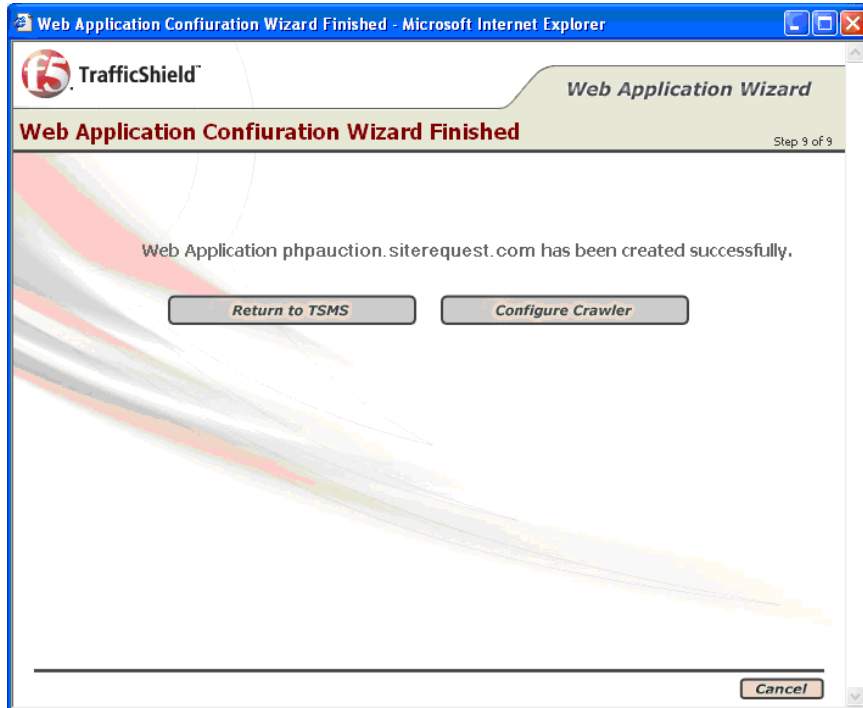 Web Application Confiuration Wizard Finished - Microsoft Internet Explorer
f5 TrafficShield™
Web Application Wizard
Web Application Confiuration Wizard Finished
Step 9 of 9
Web Application phpauction.siterequest.com has been created successfully.
Return to TSMS
Configure Crawler
Cancel